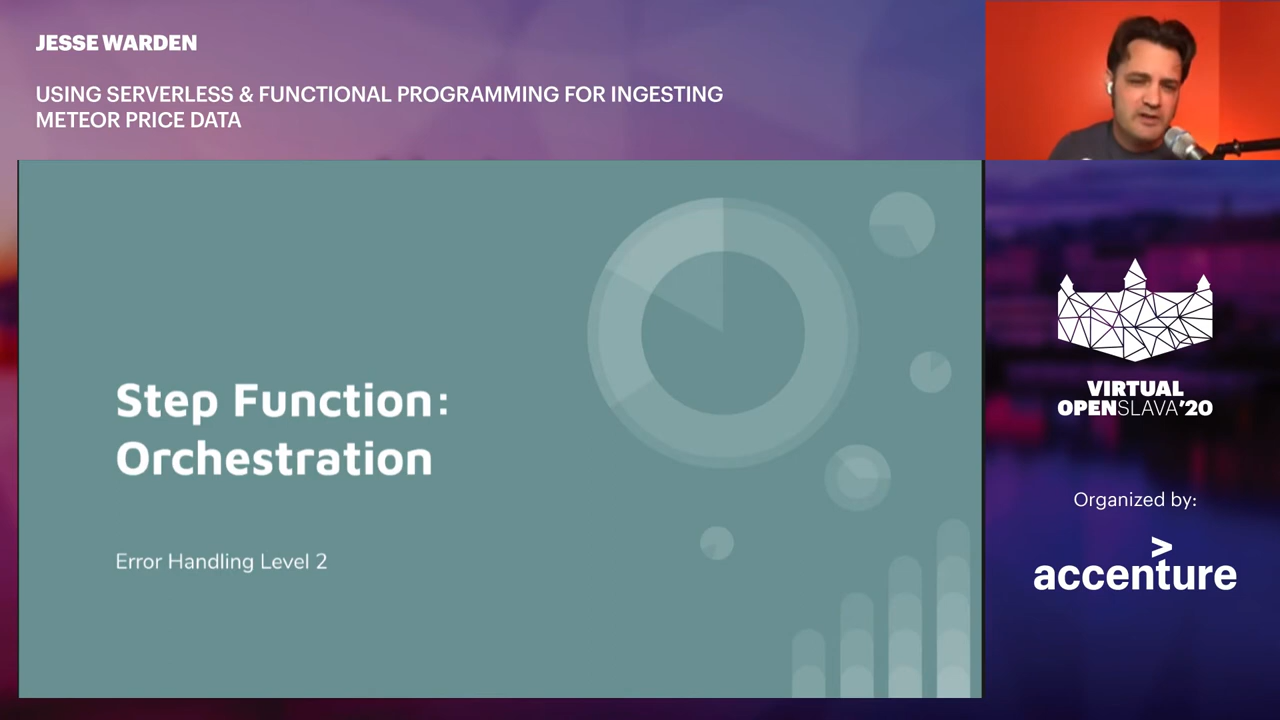 JESSE WARDEN
USING SERVERLESS & FUNCTIONAL PROGRAMMING FOR INGESTING
METEOR PRICE DATA
Step Function:
Orchestration
Error Handling Level 2
VIRTUAL
OPENSLAVA'20
Organized by:
accenture